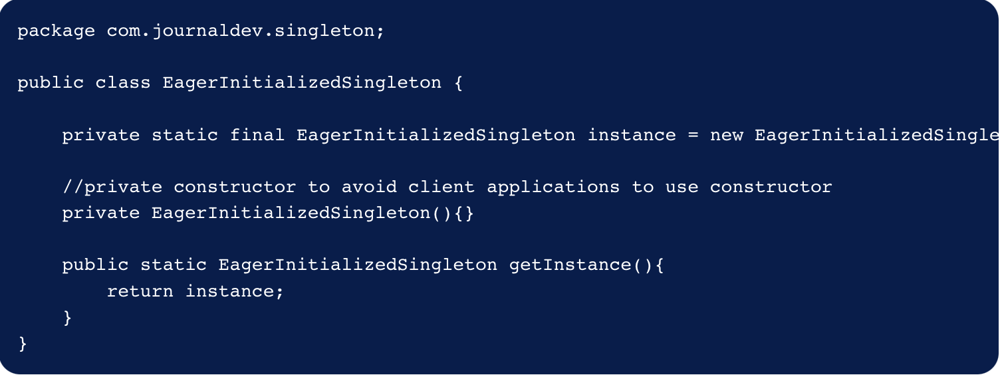 package com.journaldev.singleton;
public class EagerInitializedSingleton {
private static final EagerInitializedSingleton instance = new EagerInitializedSingle
//private constructor to avoid client applications to use constructor
private EagerInitializedSingleton(){}
public static EagerInitializedSingleton getInstance(){
return instance;
}
}